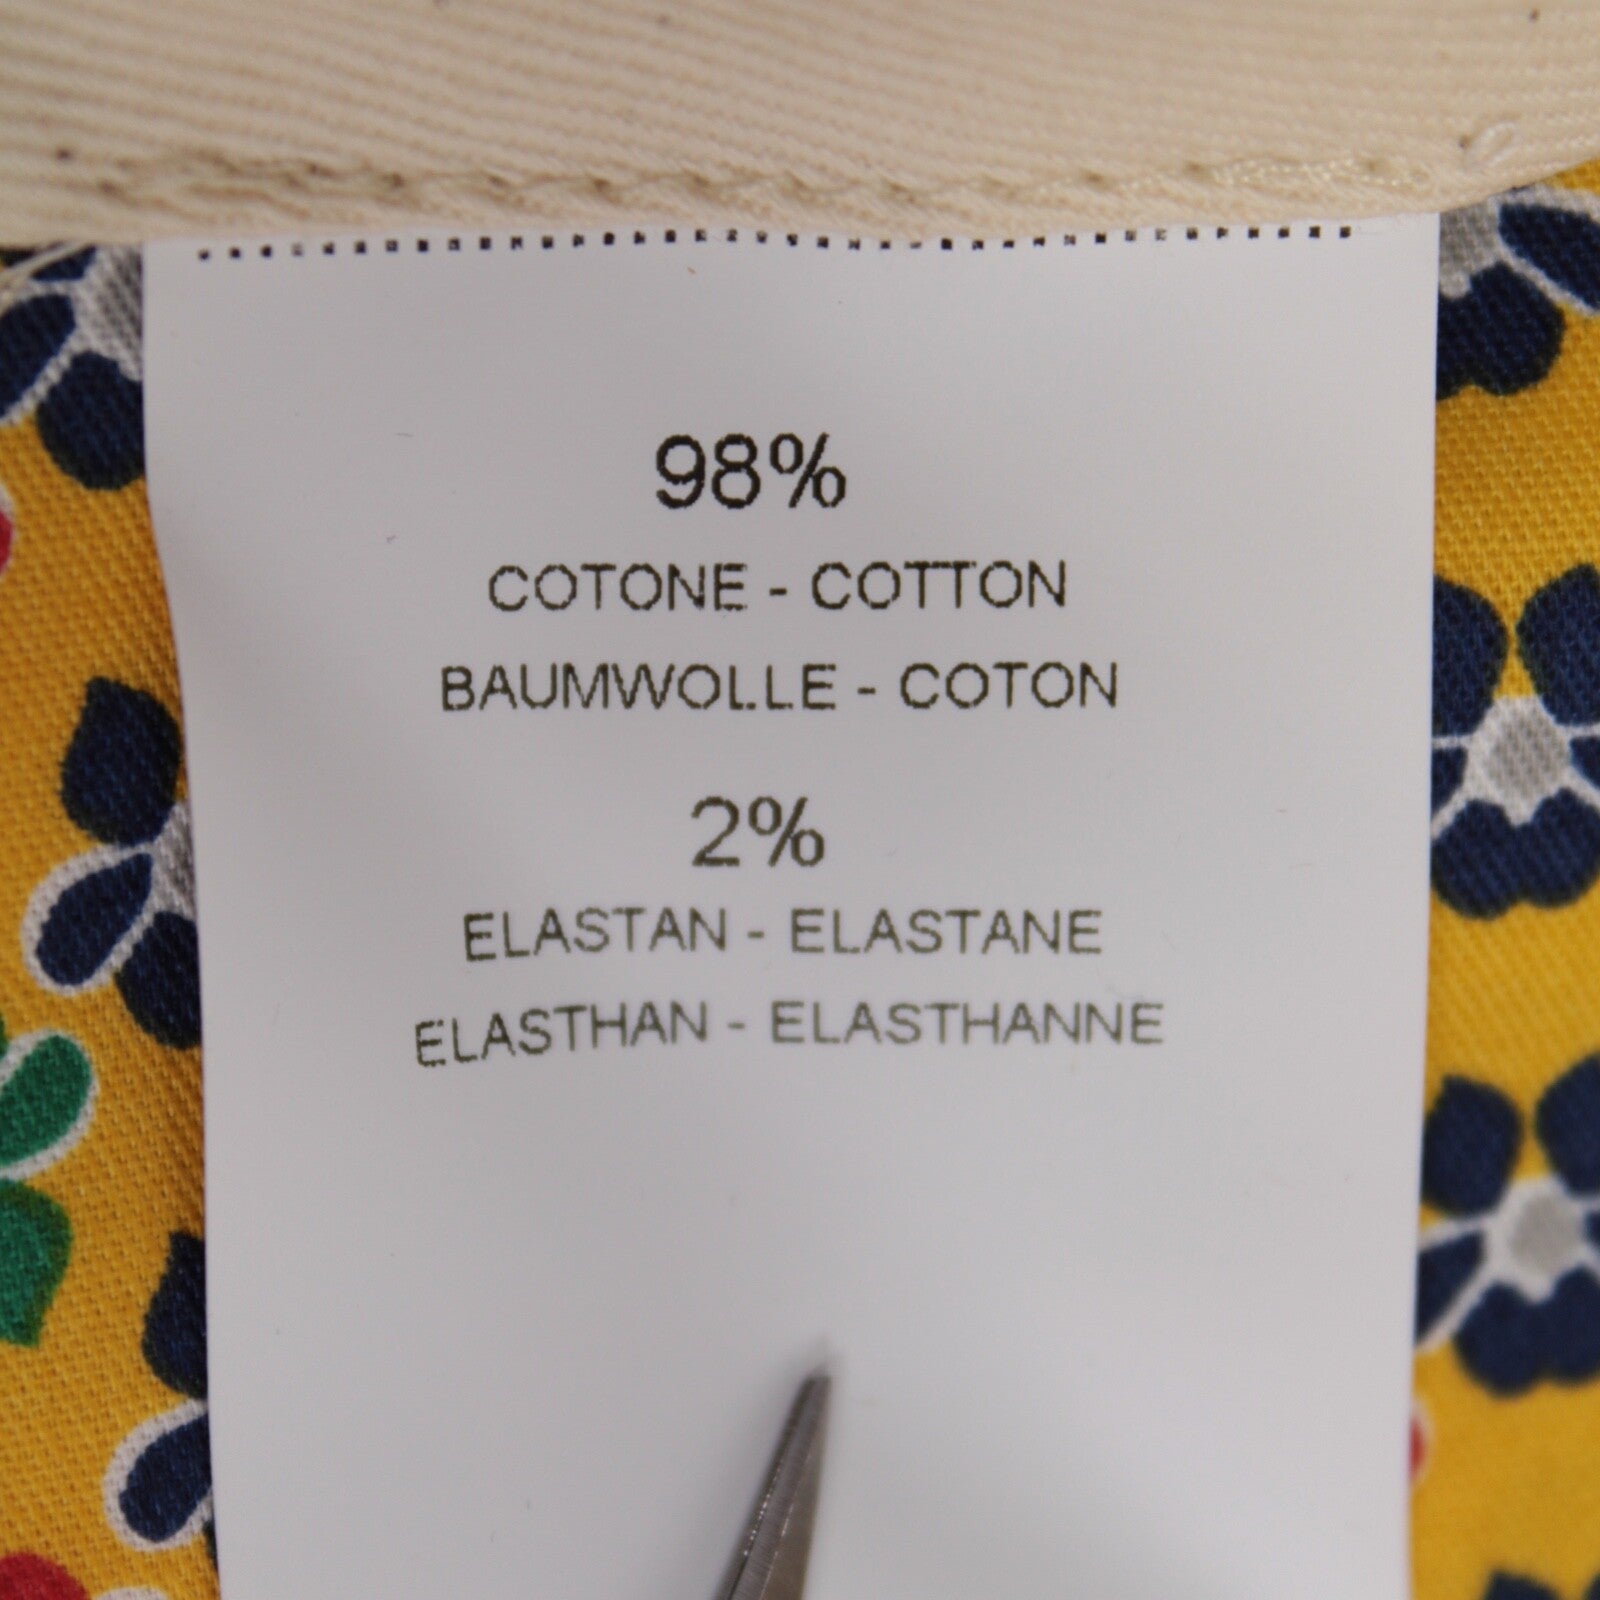 98%
COTONE - COTTON
BAUMWOLLE - COTON
2%
ELASTAN - ELASTANE
ELASTHAN - ELASTHANNE